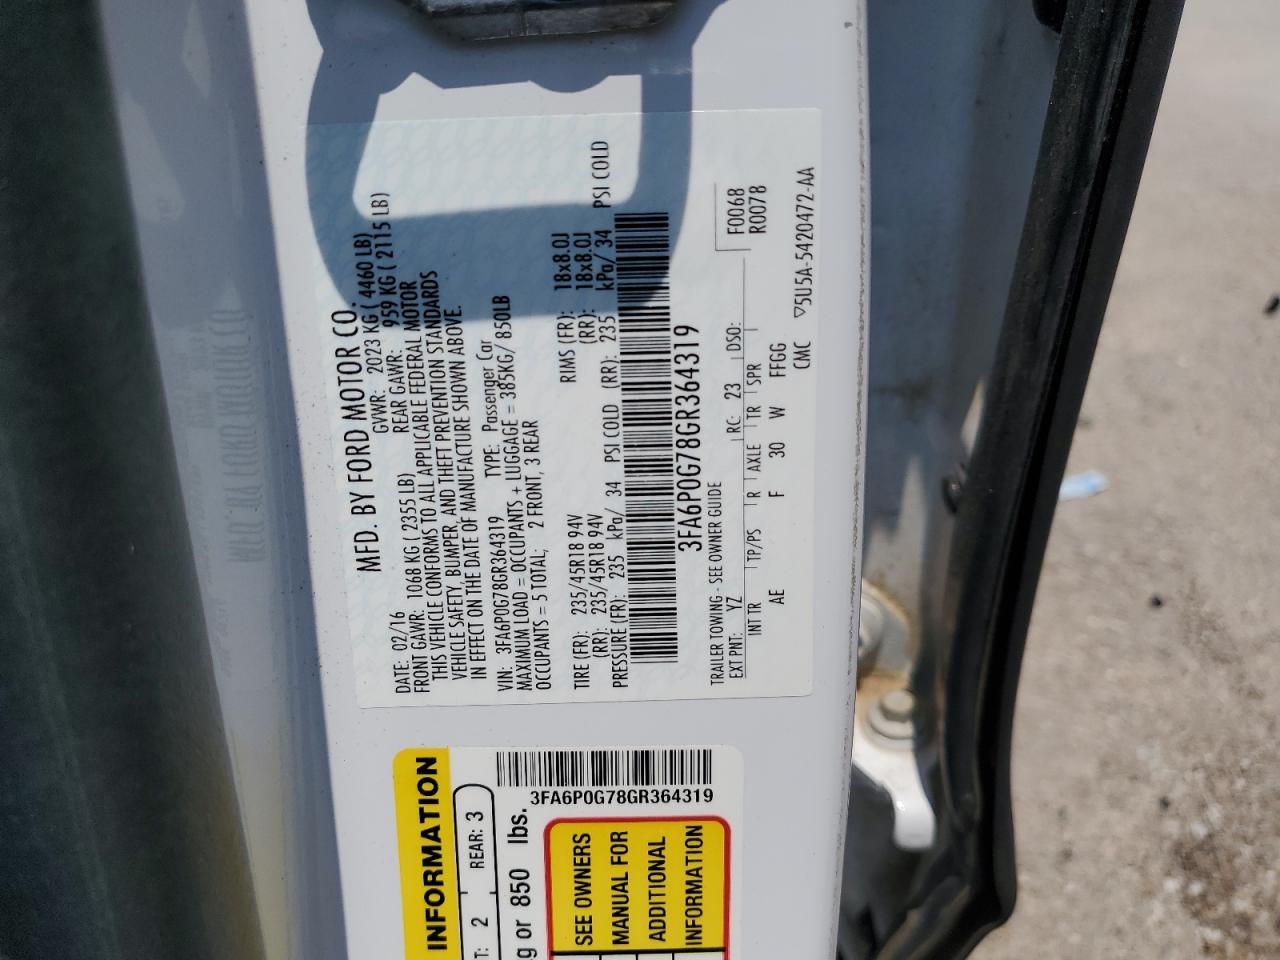 MFD. BY FORD MOTOR CO.
DATE: 02/16 GVWR: 2023 KG ( 4460 LB)
FRONT GAWR: 1068 KG ( 2355 LB) REAR GAWR: 959 KG ( 2115 LB)
THIS VEHICLE CONFORMS TO ALL APPLICABLE FEDERAL MOTOR
VEHICLE SAFETY, BUMPER, AND THEFT PREVENTION STANDARDS
IN EFFECT ON THE DATE OF MANUFACTURE SHOWN ABOVE.
VIN: 3FA6P0G78GR364319 TYPE: Passenger Car
MAXIMUM LOAD = OCCUPANTS + LUGGAGE = 385KG/ 850LB
OCCUPANTS = 5 TOTAL; 2 FRONT, 3 REAR
TIRE (FR): 235/45R18 94V RIMS (FR): 18x8.0J
(RR): 235/45R18 94V (RR): 18x8.0J
PRESSURE (FR): 235 kPa/ 34 PSI COLD (RR): 235 kPa/ 34 PSI COLD
3FA6P0G78GR364319
TRAILER TOWING - SEE OWNER GUIDE
EXT PNT: YZ RC: 23 DSO: F0068
R0078
INT TR TP/PS R AXLE TR SPR
AE F 30 W FFGG
CMC ▽5U5A-5420472-AA
INFORMATION
T: 2 REAR: 3
g or 850 lbs.
3FA6P0G78GR364319
SEE OWNERS
MANUAL FOR
ADDITIONAL
INFORMATION